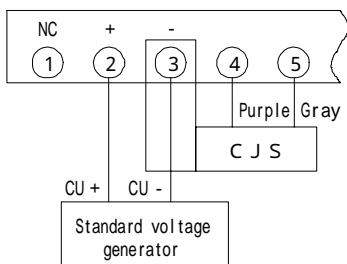 NC + -
1 2 3 4 5
Purple Gray
CJS
CU+ CU-
Standard voltage
generator